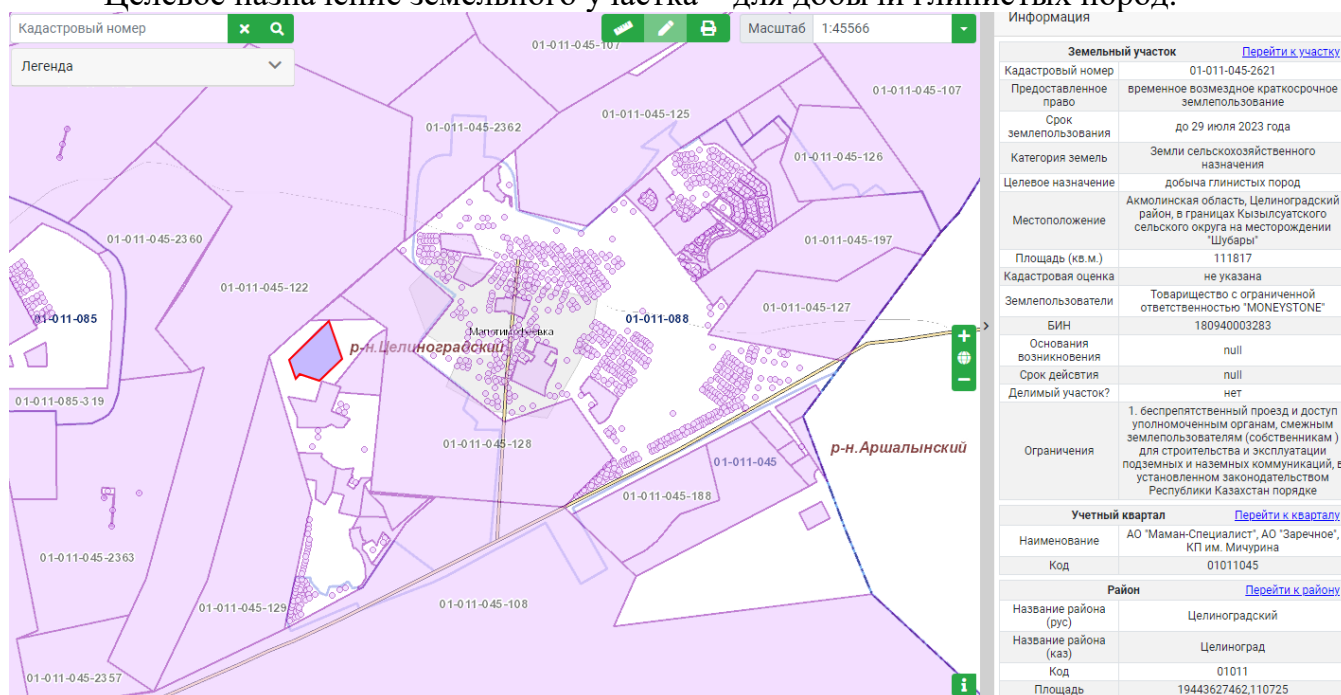 Целевое назначение земельного участка – для добычи глинистых пород.
Кадастровый номер
Масштаб 1:45566
Легенда
01-011-045-107
01-011-045-107
01-011-045-125
01-011-045-2362
01-011-045-126
01-011-045-2360
01-011-045-197
01-011-045-122
01-011-045-127
01-011-085
01-011-088
р-н.Целиноградский
01-011-085-319
01-011-045-128
р-н.Аршалынский
01-011-045
01-011-045-188
01-011-045-2363
01-011-045-129
01-011-045-108
01-011-045-2357
Информация
Земельный участок Перейти к участку
Кадастровый номер 01-011-045-2621
Предоставленное право временное возмездное краткосрочное землепользование
Срок землепользования до 29 июля 2023 года
Категория земель Земли сельскохозяйственного назначения
Целевое назначение добыча глинистых пород
Местоположение Акмолинская область, Целиноградский район, в границах Кызылсуатского сельского округа на месторождении "Шубары"
Площадь (кв.м.) 111817
Кадастровая оценка не указана
Землепользователи Товарищество с ограниченной ответственностью "MONEYSTONE"
БИН 180940003283
Основания возникновения null
Срок дейсвтия null
Делимый участок? нет
Ограничения 1. беспрепятственный проезд и доступ уполномоченным органам, смежным землепользователям (собственникам ) для строительства и эксплуатации подземных и наземных коммуникаций, в установленном законодательством Республики Казахстан порядке
Учетный квартал Перейти к кварталу
Наименование АО "Маман-Специалист", АО "Заречное", КП им. Мичурина
Код 01011045
Район Перейти к району
Название района (рус) Целиноградский
Название района (каз) Целиноград
Код 01011
Площадь 19443627462,110725